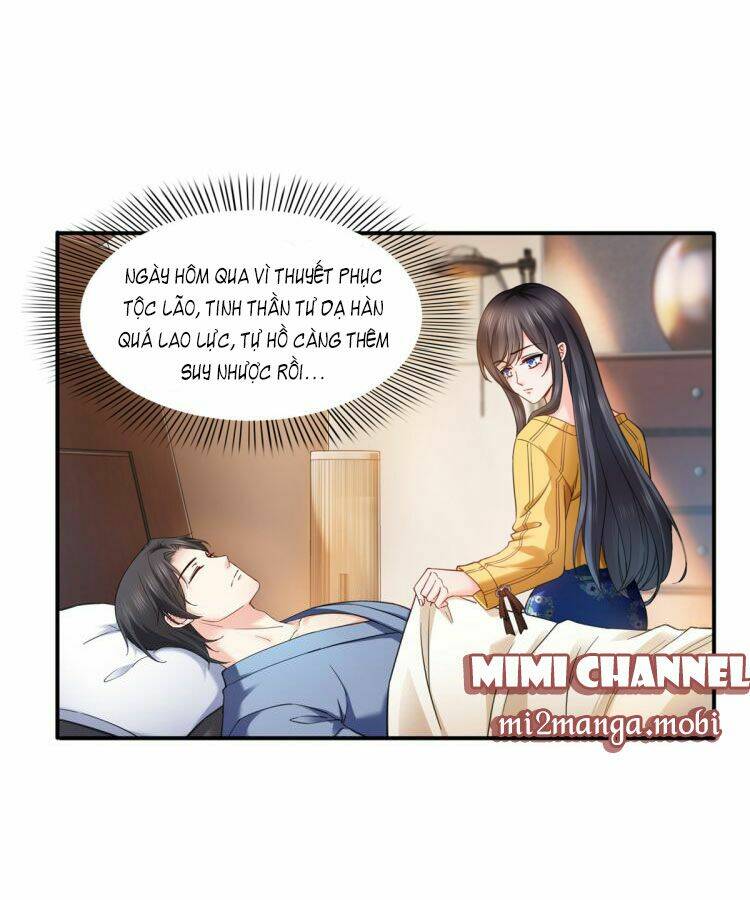 NGÀY HÔM QUA VÌ THUYẾT PHỤC
TỘC LÃO, TINH THẦN TƯ DẠ HÀN
QUÁ LAO LỰC, TỰ HỒ CÀNG THÊM
SUY NHƯỢC RỒI...
MIMI CHANNEL
mi2manga.mobi